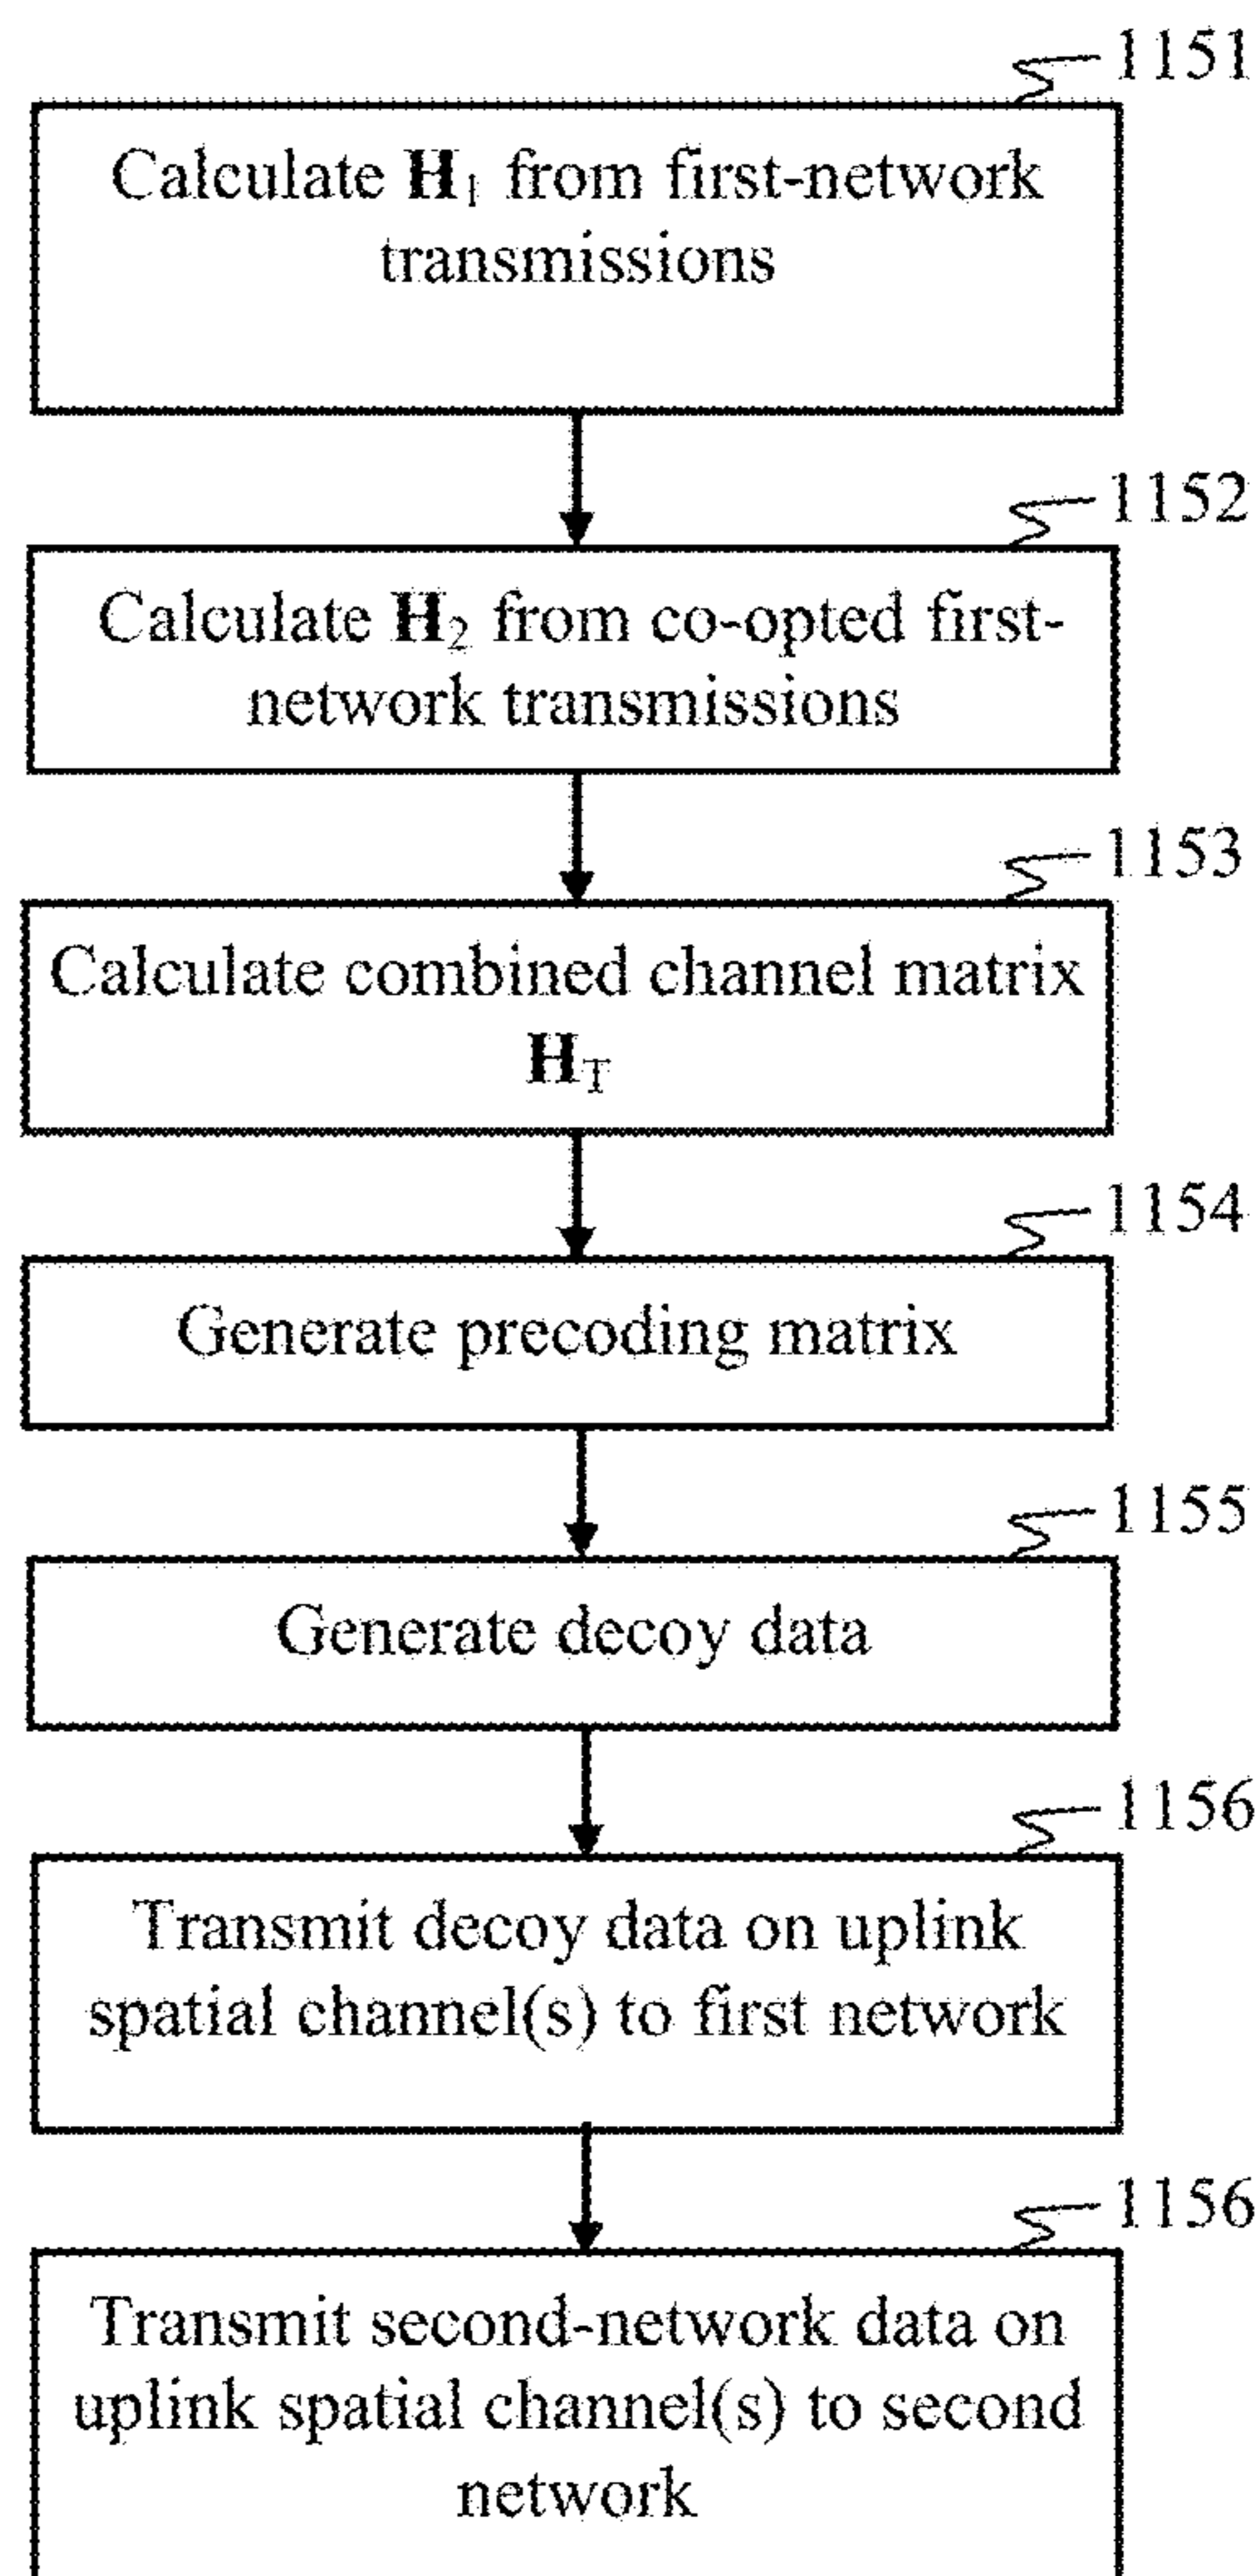 1151
Calculate H₁ from first-network
transmissions
1152
Calculate H₂ from co-opted first-
network transmissions
1153
Calculate combined channel matrix
H_T
1154
Generate precoding matrix
1155
Generate decoy data
1156
Transmit decoy data on uplink
spatial channel(s) to first network
1156
Transmit second-network data on
uplink spatial channel(s) to second
network